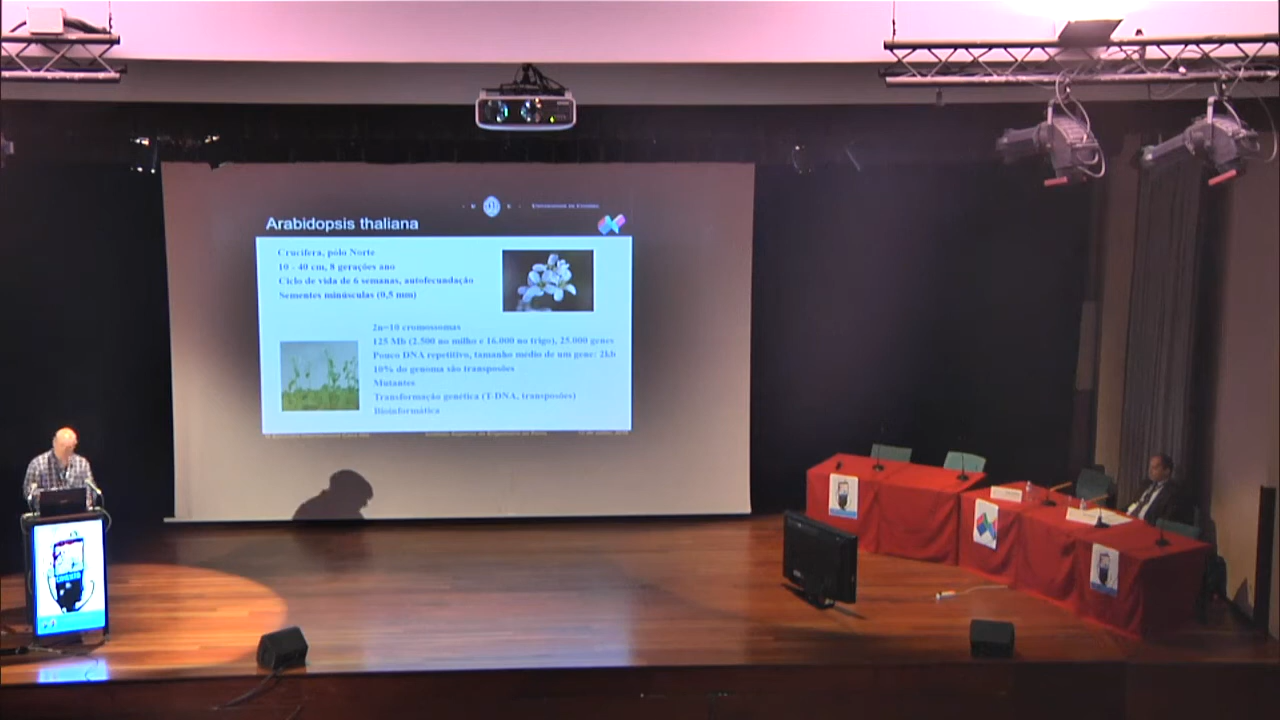 Arabidopsis thaliana
Crucífera, pólo Norte
10 - 40 cm, 8 gerações ano
Ciclo de vida de 6 semanas, autofecundação
Sementes minúsculas (0,5 mm)
2n=10 cromossomas
125 Mb (2.500 no milho e 16.000 no trigo), 25.000 genes
Pouco DNA repetitivo, tamanho médio de um gene: 2kb
10% do genoma são transposões
Mutantes
Transformação genética (T-DNA, transposões)
Bioinformática